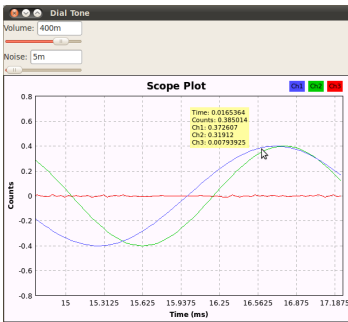 Dial Tone
Volume: 400m
Noise: 5m
Scope Plot
Ch1 Ch2 Ch3
Time: 0.0165364
Counts: 0.385014
Ch1: 0.372607
Ch2: 0.31912
Ch3: 0.00793925
0.8
0.6
0.4
0.2
0
-0.2
-0.4
-0.6
-0.8
Counts
15 15.3125 15.625 15.9375 16.25 16.5625 16.875 17.1875
Time (ms)